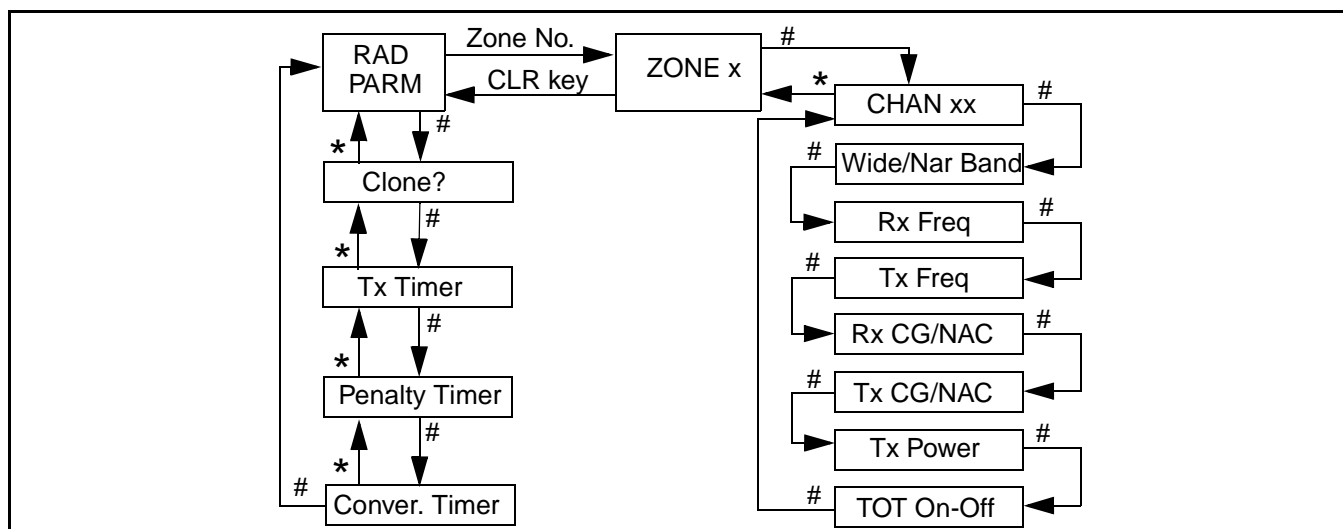 Zone No.
RAD
PARM
CLR key
ZONE x
#
*
CHAN xx
#
#
*
Clone?
#
Wide/Nar Band
#
*
Rx Freq
#
Tx Timer
#
Tx Freq
#
*
Rx CG/NAC
#
Penalty Timer
#
Tx CG/NAC
#
*
Tx Power
#
#
Conver. Timer
#
TOT On-Off